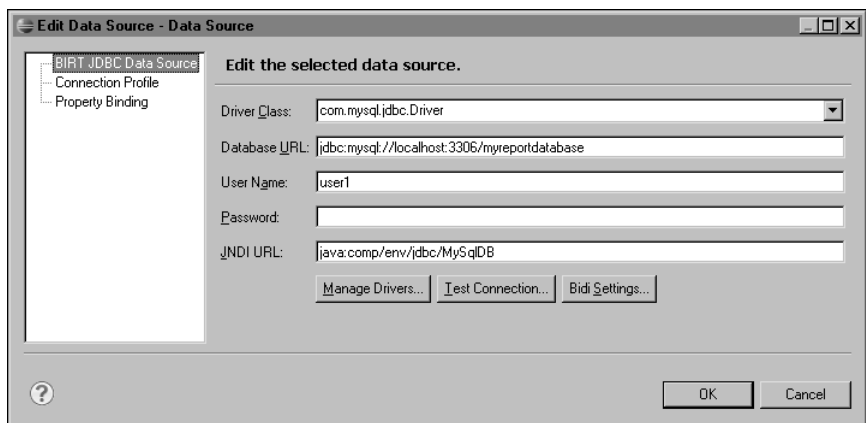 Edit Data Source - Data Source
BIRT JDBC Data Source
Connection Profile
Property Binding
Edit the selected data source.
Driver Class: com.mysql.jdbc.Driver
Database URL: jdbc:mysql://localhost:3306/myreportdatabase
User Name: user1
Password:
JNDI URL: java:comp/env/jdbc/MySqlDB
Manage Drivers... Test Connection... Bidi Settings...
? OK Cancel